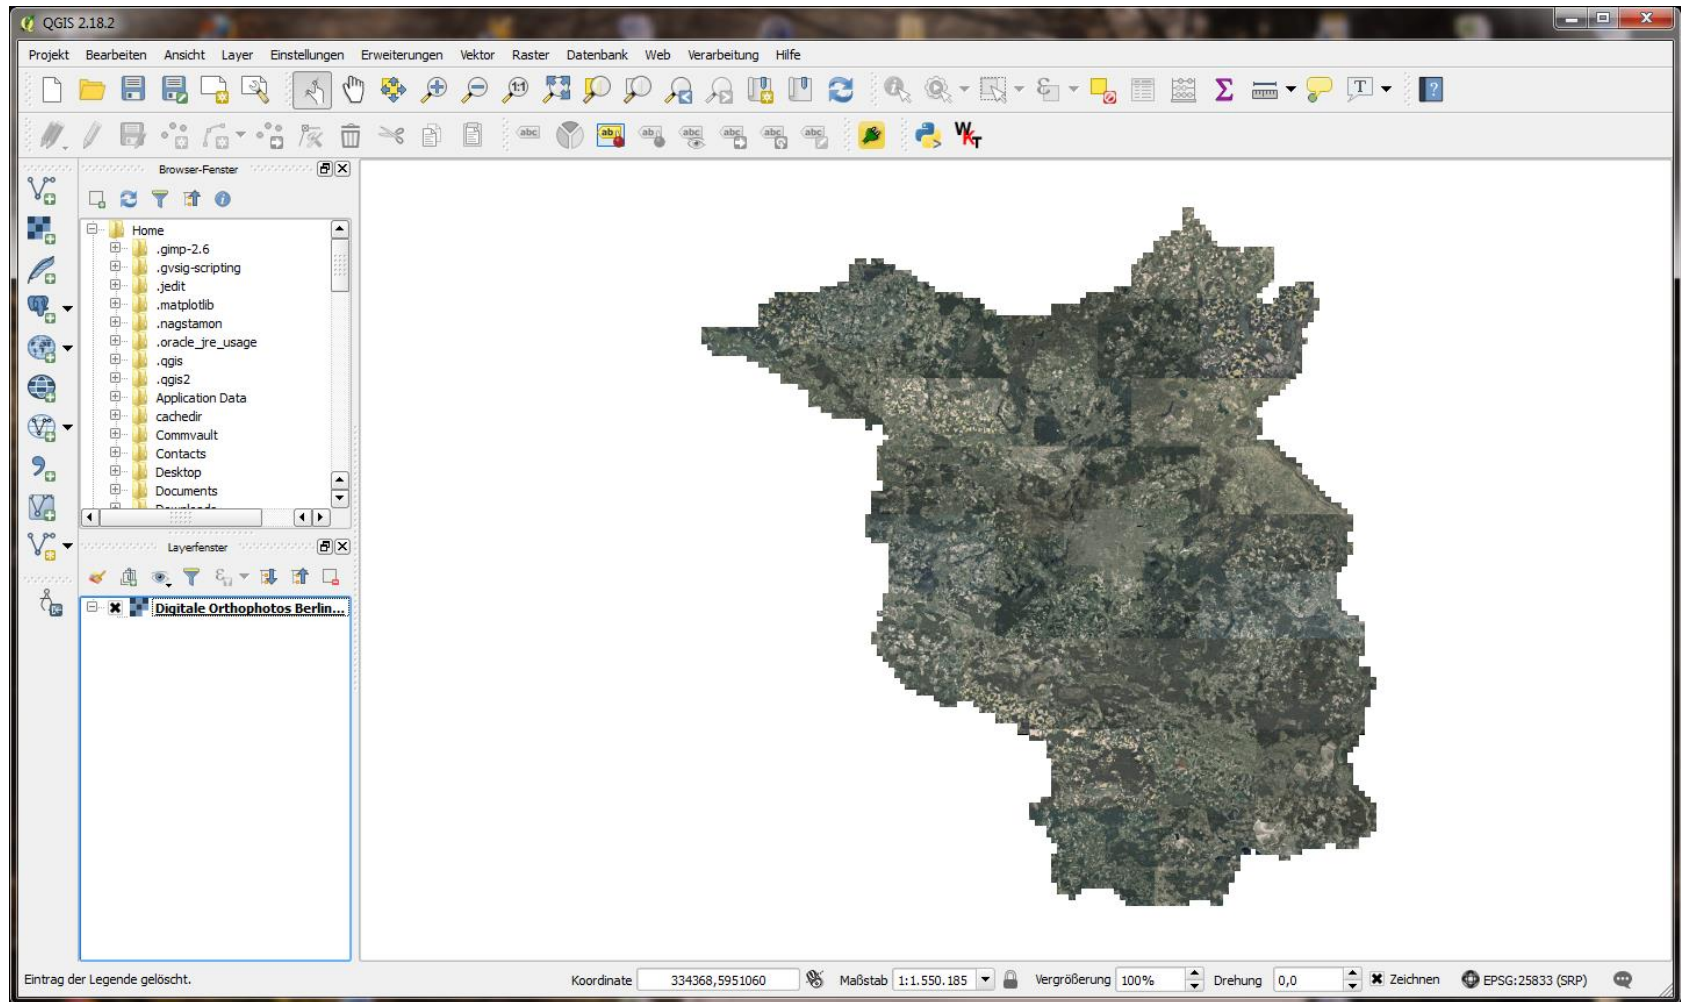 QGIS 2.18.2
Projekt Bearbeiten Ansicht Layer Einstellungen Erweiterungen Vektor Raster Datenbank Web Verarbeitung Hilfe
Browser-Fenster
Home
.gimp-2.6
.gvsig-scripting
.jedit
.matplotlib
.nagstamon
.oracle_jre_usage
.qgis
.qgis2
Application Data
cachedir
Commvault
Contacts
Desktop
Documents
Layerfenster
Digitale Orthophotos Berlin...
Eintrag der Legende gelöscht. Koordinate 334368,5951060 Maßstab 1:1.550.185 Vergrößerung 100% Drehung 0,0 Zeichnen EPSG:25833 (SRP)